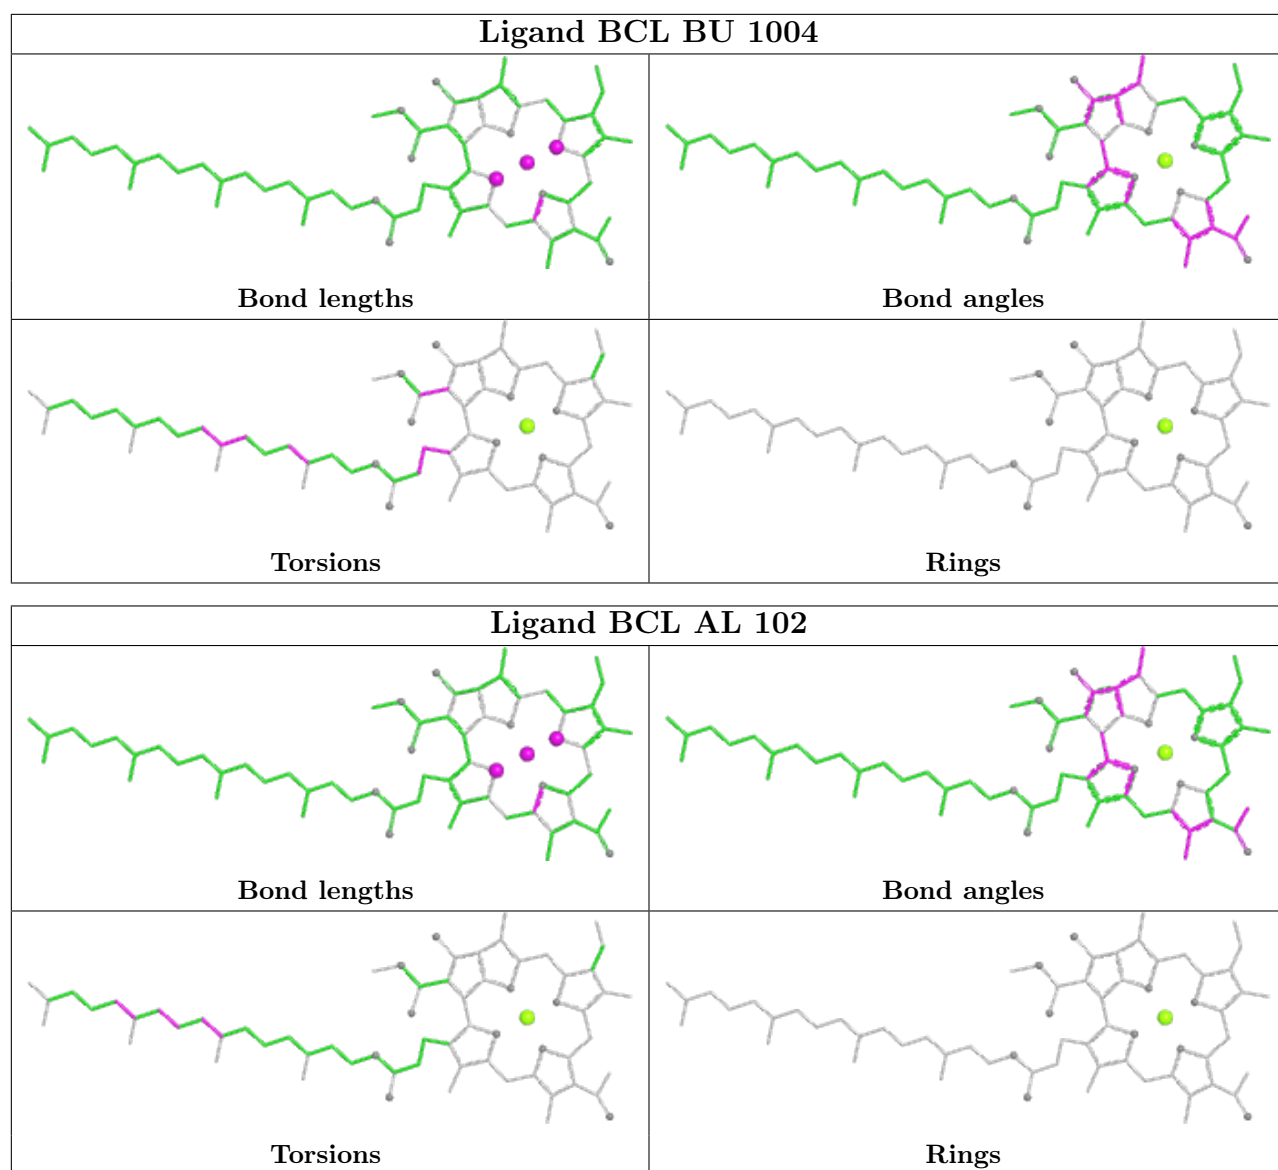 Ligand BCL BU 1004
Bond lengths
Bond angles
Torsions
Rings
Ligand BCL AL 102
Bond lengths
Bond angles
Torsions
Rings